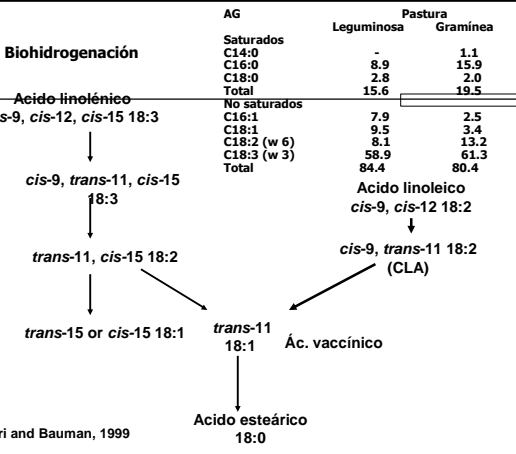 AG Pastura
Leguminosa Gramínea
Saturados
C14:0 - 1.1
C16:0 8.9 15.9
C18:0 2.8 2.0
Total 15.6 19.5
No saturados
C16:1 7.9 2.5
C18:1 9.5 3.4
C18:2 (w 6) 8.1 13.2
C18:3 (w 3) 58.9 61.3
Total 84.4 80.4
Biohidrogenación
Acido linolénico
s-9, cis-12, cis-15 18:3
cis-9, trans-11, cis-15
18:3
trans-11, cis-15 18:2
trans-15 or cis-15 18:1
Acido linoleico
cis-9, cis-12 18:2
cis-9, trans-11 18:2
(CLA)
trans-11
18:1
Ác. vaccínico
Acido esteárico
18:0
ri and Bauman, 1999